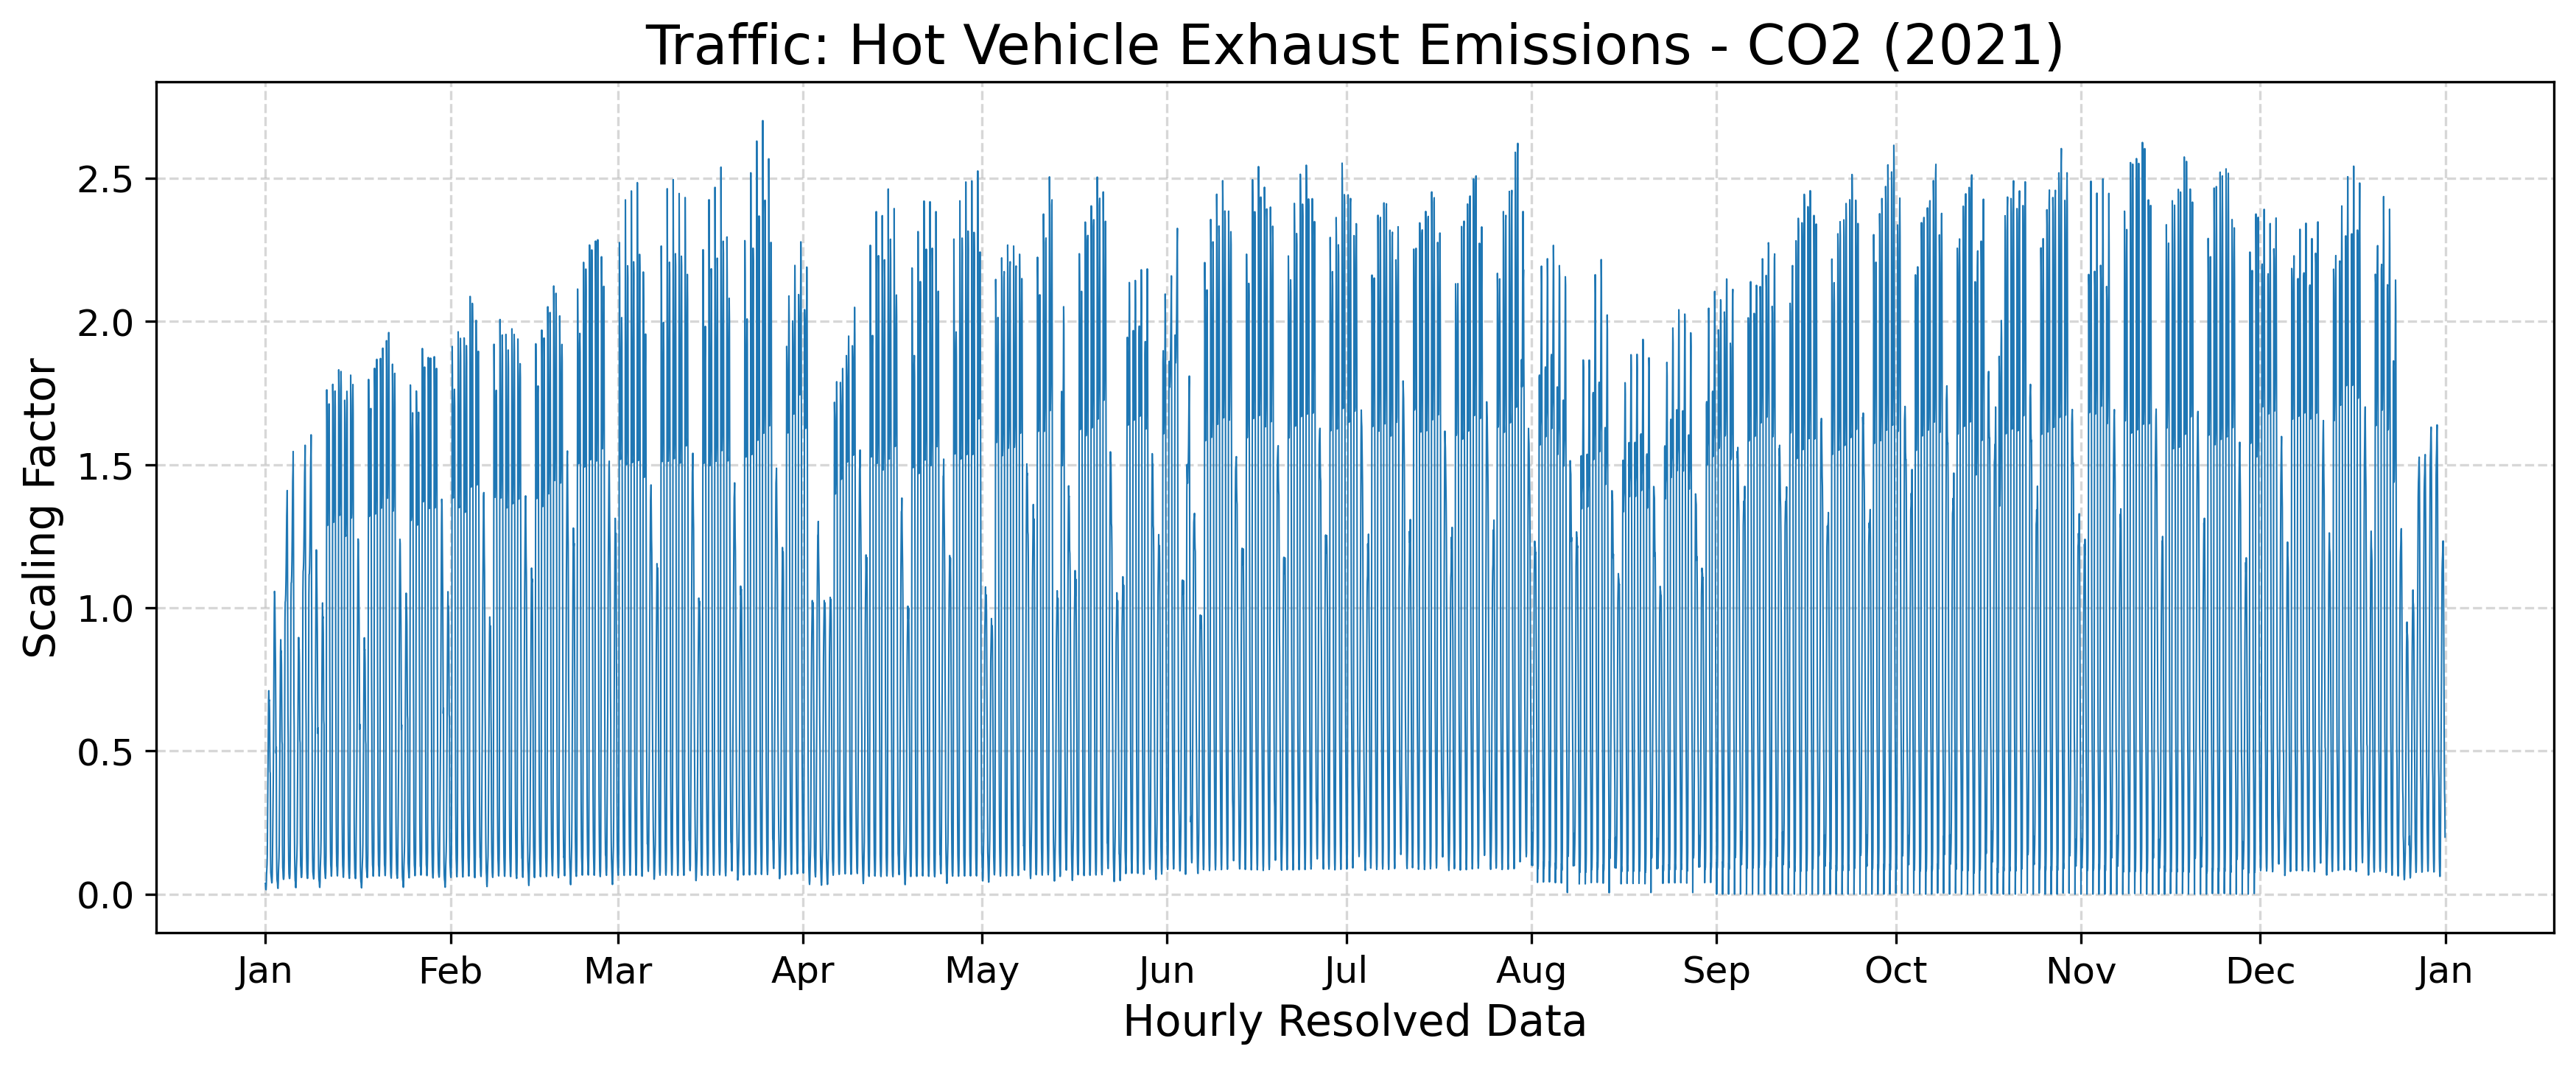 Traffic: Hot Vehicle Exhaust Emissions - CO2 (2021)
Scaling Factor
2.5
2.0
1.5
1.0
0.5
0.0
Jan Feb Mar Apr May Jun Jul Aug Sep Oct Nov Dec Jan
Hourly Resolved Data